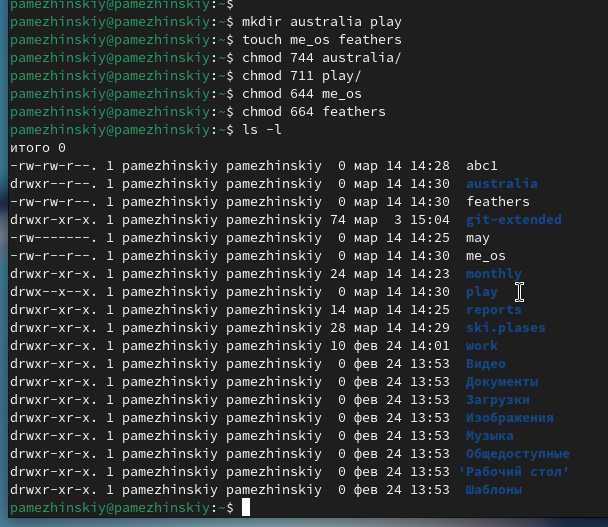 pamezhinskiy@pamezhinskiy:~$
pamezhinskiy@pamezhinskiy:~$ mkdir australia play
pamezhinskiy@pamezhinskiy:~$ touch me_os feathers
pamezhinskiy@pamezhinskiy:~$ chmod 744 australia/
pamezhinskiy@pamezhinskiy:~$ chmod 711 play/
pamezhinskiy@pamezhinskiy:~$ chmod 644 me_os
pamezhinskiy@pamezhinskiy:~$ chmod 664 feathers
pamezhinskiy@pamezhinskiy:~$ ls -l
итого 0
-rw-rw-r--. 1 pamezhinskiy pamezhinskiy  0 мар 14 14:28  abc1
drwxr--r--. 1 pamezhinskiy pamezhinskiy  0 мар 14 14:30  australia
-rw-rw-r--. 1 pamezhinskiy pamezhinskiy  0 мар 14 14:30  feathers
drwxr-xr-x. 1 pamezhinskiy pamezhinskiy 74 мар  3 15:04  git-extended
-rw-------. 1 pamezhinskiy pamezhinskiy  0 мар 14 14:25  may
-rw-r--r--. 1 pamezhinskiy pamezhinskiy  0 мар 14 14:30  me_os
drwxr-xr-x. 1 pamezhinskiy pamezhinskiy 24 мар 14 14:23  monthly
drwx--x--x. 1 pamezhinskiy pamezhinskiy  0 мар 14 14:30  play
drwxr-xr-x. 1 pamezhinskiy pamezhinskiy 14 мар 14 14:25  reports
drwxr-xr-x. 1 pamezhinskiy pamezhinskiy 28 мар 14 14:29  ski.plases
drwxr-xr-x. 1 pamezhinskiy pamezhinskiy 10 фев 24 14:01  work
drwxr-xr-x. 1 pamezhinskiy pamezhinskiy  0 фев 24 13:53  Видео
drwxr-xr-x. 1 pamezhinskiy pamezhinskiy  0 фев 24 13:53  Документы
drwxr-xr-x. 1 pamezhinskiy pamezhinskiy  0 фев 24 13:53  Загрузки
drwxr-xr-x. 1 pamezhinskiy pamezhinskiy  0 фев 24 13:53  Изображения
drwxr-xr-x. 1 pamezhinskiy pamezhinskiy  0 фев 24 13:53  Музыка
drwxr-xr-x. 1 pamezhinskiy pamezhinskiy  0 фев 24 13:53  Общедоступные
drwxr-xr-x. 1 pamezhinskiy pamezhinskiy  0 фев 24 13:53 'Рабочий стол'
drwxr-xr-x. 1 pamezhinskiy pamezhinskiy  0 фев 24 13:53  Шаблоны
pamezhinskiy@pamezhinskiy:~$